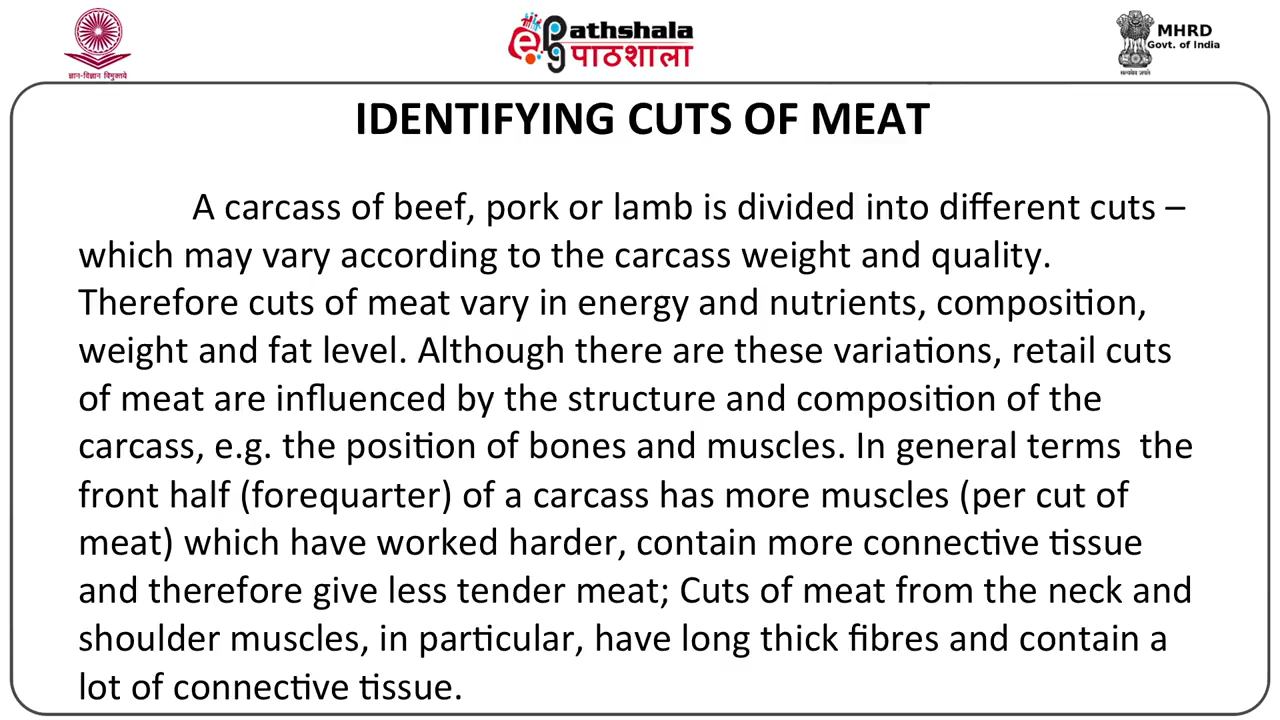 ज्ञान-विज्ञान विमुक्तये
epg Pathshala
पाठशाला
MHRD
Govt. of India
सत्यमेव जयते
IDENTIFYING CUTS OF MEAT
A carcass of beef, pork or lamb is divided into different cuts –
which may vary according to the carcass weight and quality.
Therefore cuts of meat vary in energy and nutrients, composition,
weight and fat level. Although there are these variations, retail cuts
of meat are influenced by the structure and composition of the
carcass, e.g. the position of bones and muscles. In general terms  the
front half (forequarter) of a carcass has more muscles (per cut of
meat) which have worked harder, contain more connective tissue
and therefore give less tender meat; Cuts of meat from the neck and
shoulder muscles, in particular, have long thick fibres and contain a
lot of connective tissue.